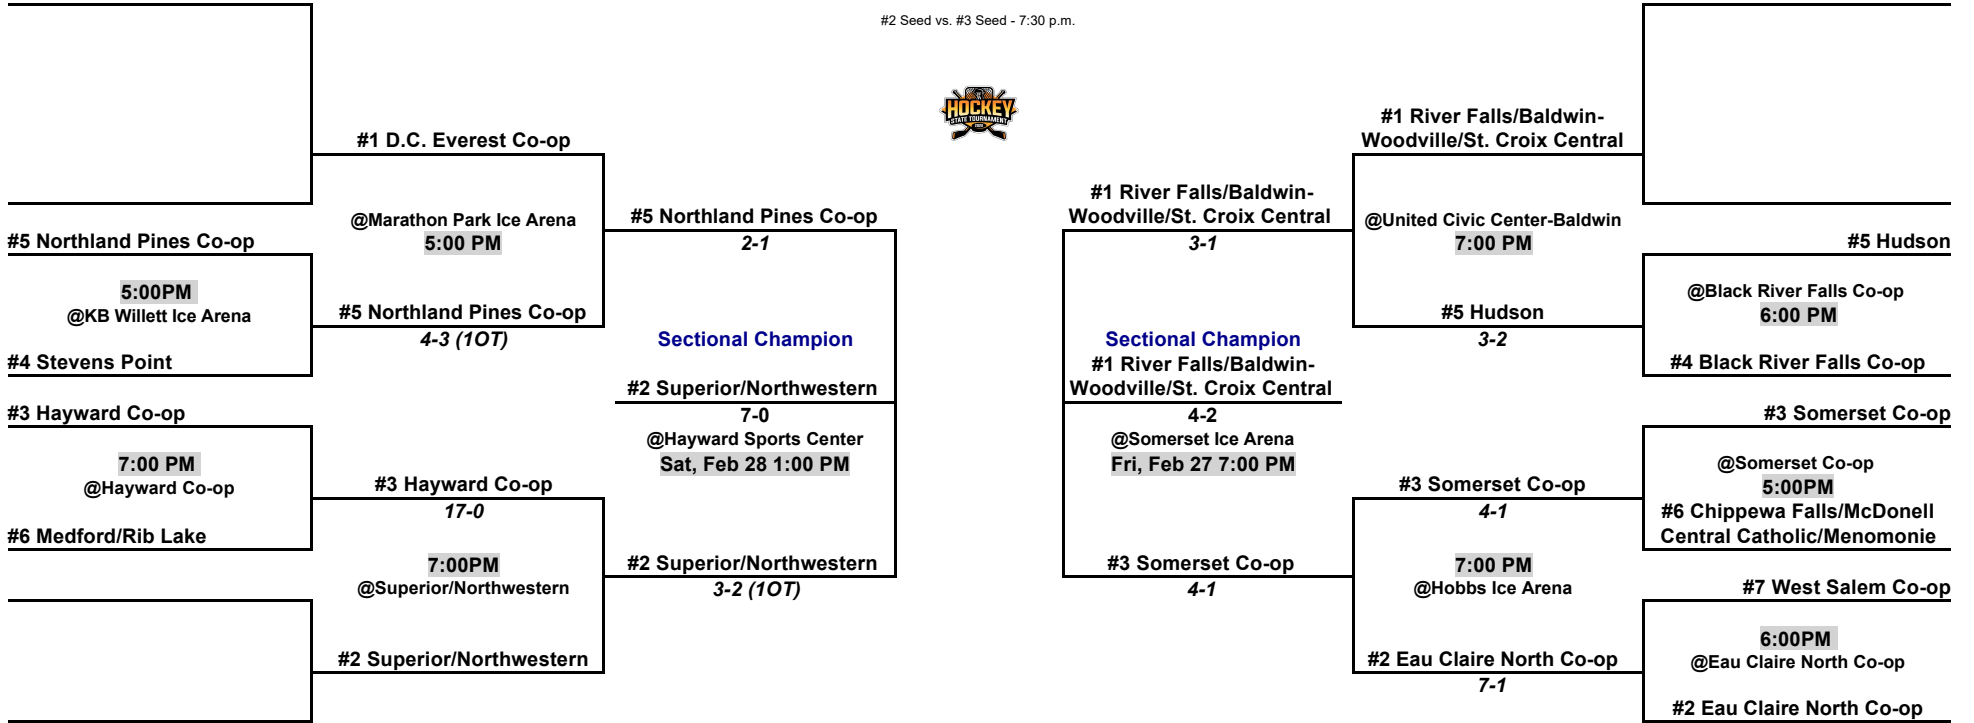 #2 Seed vs. #3 Seed - 7:30 p.m.
HOCKEY
STATE TOURNAMENT
#1 D.C. Everest Co-op
@Marathon Park Ice Arena
5:00 PM
#5 Northland Pines Co-op
5:00PM
@KB Willett Ice Arena
#4 Stevens Point
#5 Northland Pines Co-op
4-3 (1OT)
#5 Northland Pines Co-op
2-1
Sectional Champion
#2 Superior/Northwestern
7-0
@Hayward Sports Center
Sat, Feb 28 1:00 PM
#3 Hayward Co-op
7:00 PM
@Hayward Co-op
#6 Medford/Rib Lake
#3 Hayward Co-op
17-0
7:00PM
@Superior/Northwestern
#2 Superior/Northwestern
#2 Superior/Northwestern
3-2 (1OT)
#1 River Falls/Baldwin-
Woodville/St. Croix Central
3-1
Sectional Champion
#1 River Falls/Baldwin-
Woodville/St. Croix Central
4-2
@Somerset Ice Arena
Fri, Feb 27 7:00 PM
#3 Somerset Co-op
4-1
#1 River Falls/Baldwin-
Woodville/St. Croix Central
@United Civic Center-Baldwin
7:00 PM
#5 Hudson
3-2
#3 Somerset Co-op
4-1
7:00 PM
@Hobbs Ice Arena
#2 Eau Claire North Co-op
7-1
#5 Hudson
@Black River Falls Co-op
6:00 PM
#4 Black River Falls Co-op
#3 Somerset Co-op
@Somerset Co-op
5:00PM
#6 Chippewa Falls/McDonell
Central Catholic/Menomonie
#7 West Salem Co-op
6:00PM
@Eau Claire North Co-op
#2 Eau Claire North Co-op